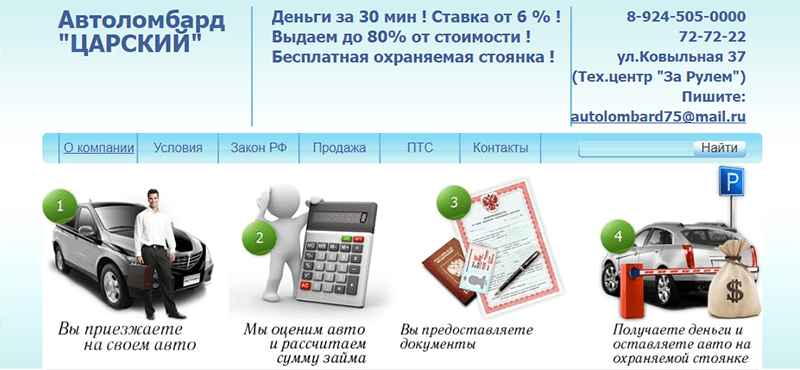 Автоломбард
"ЦАРСКИЙ"
Деньги за 30 мин ! Ставка от 6 % !
Выдаем до 80% от стоимости !
Бесплатная охраняемая стоянка !
8-924-505-0000
72-72-22
ул.Ковыльная 37
(Тех.центр "За Рулем")
Пишите:
autolombard75@mail.ru
О компании
Условия
Закон РФ
Продажа
ПТС
Контакты
Найти
1
Вы приезжаете
на своем авто
2
Мы оценим авто
и рассчитаем
сумму займа
3
Вы предоставляете
документы
4
P
$
Получаете деньги и
оставляете авто на
охраняемой стоянке